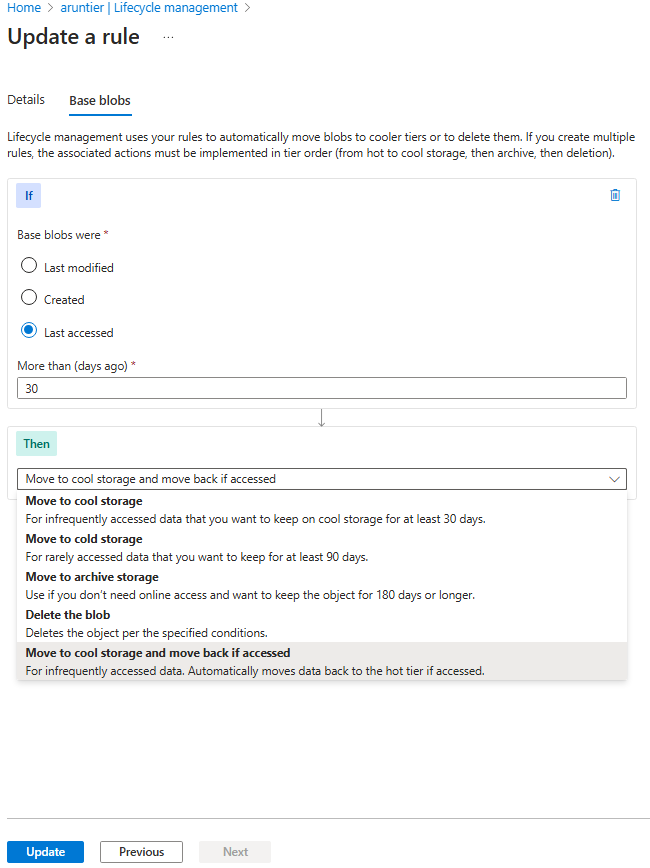 Home > aruntier | Lifecycle management >
Update a rule ...
Details Base blobs
Lifecycle management uses your rules to automatically move blobs to cooler tiers or to delete them. If you create multiple
rules, the associated actions must be implemented in tier order (from hot to cool storage, then archive, then deletion).
If
Base blobs were *
Last modified
Created
Last accessed
More than (days ago) *
30
Then
Move to cool storage and move back if accessed
Move to cool storage
For infrequently accessed data that you want to keep on cool storage for at least 30 days.
Move to cold storage
For rarely accessed data that you want to keep for at least 90 days.
Move to archive storage
Use if you don't need online access and want to keep the object for 180 days or longer.
Delete the blob
Deletes the object per the specified conditions.
Move to cool storage and move back if accessed
For infrequently accessed data. Automatically moves data back to the hot tier if accessed.
Update Previous Next